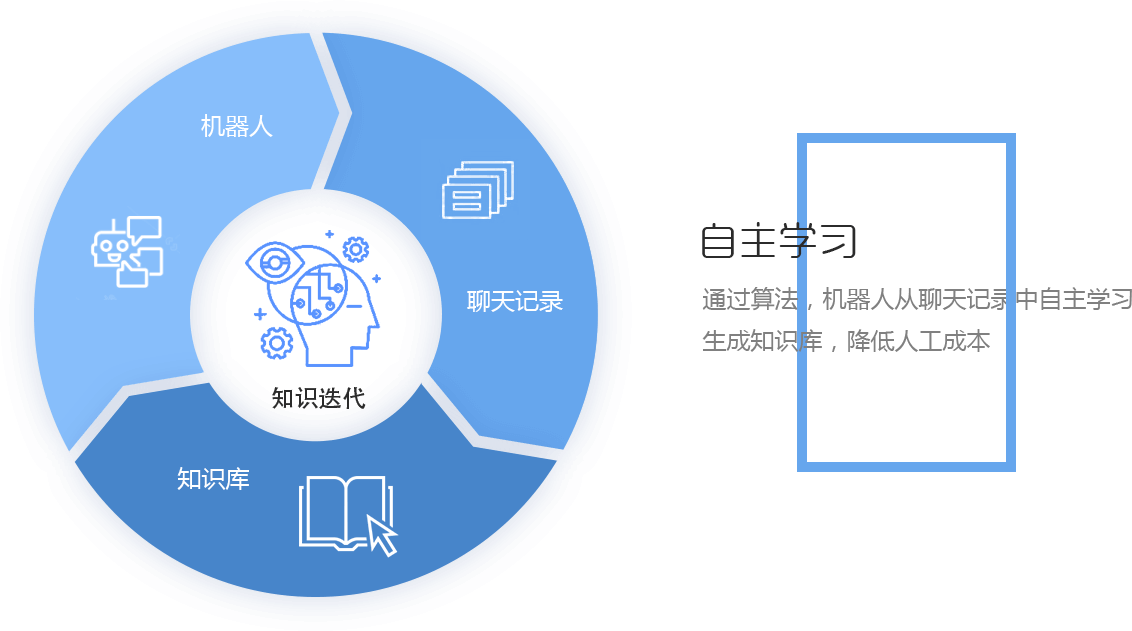 机器人
聊天记录
知识迭代
知识库
自主学习
通过算法，机器人从聊天记录中自主学习
生成知识库，降低人工成本